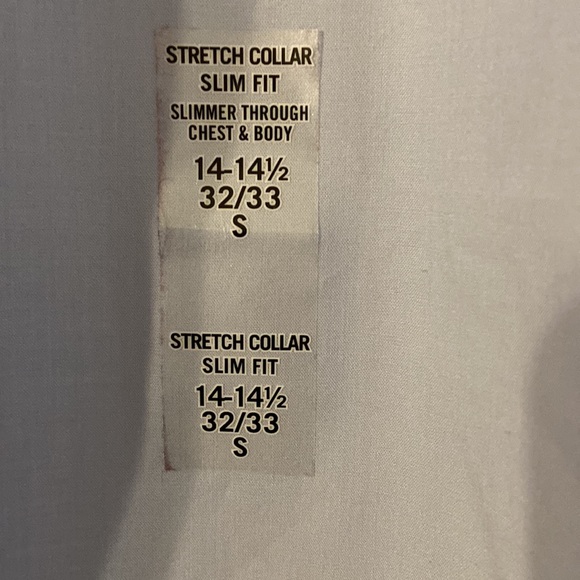 STRETCH COLLAR
SLIM FIT
SLIMMER THROUGH
CHEST & BODY
14-14½
32/33
S
STRETCH COLLAR
SLIM FIT
14-14½
32/33
S